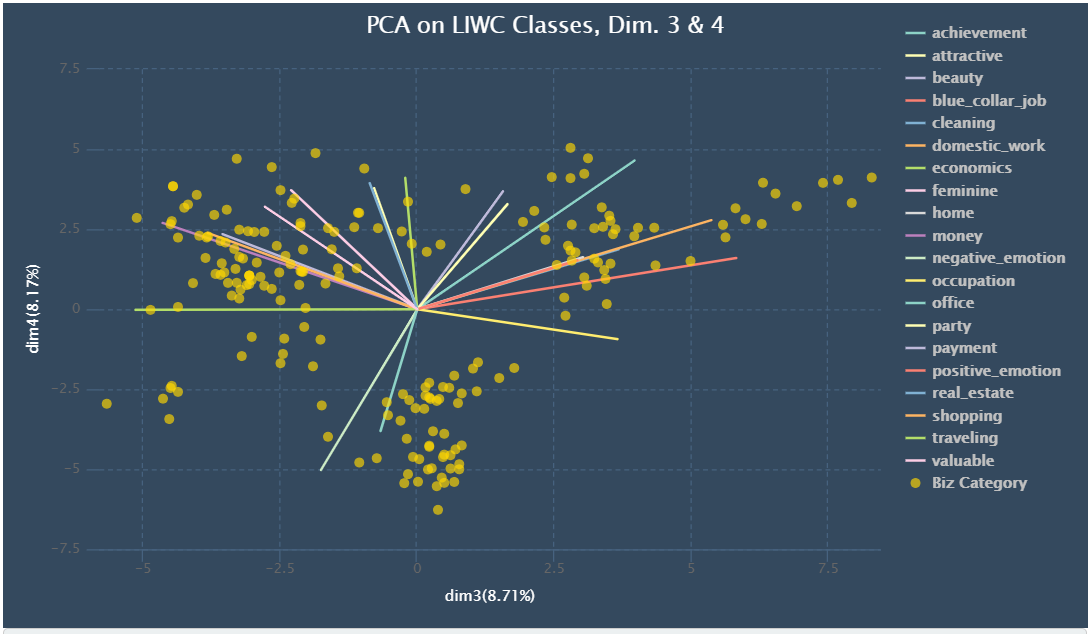 PCA on LIWC Classes, Dim. 3 & 4
achievement
attractive
beauty
blue_collar_job
cleaning
domestic_work
economics
feminine
home
money
negative_emotion
occupation
office
party
payment
positive_emotion
real_estate
shopping
traveling
valuable
Biz Category
7.5
5
2.5
0
−2.5
−5
−7.5
dim4(8.17%)
−5
−2.5
0
2.5
5
7.5
dim3(8.71%)